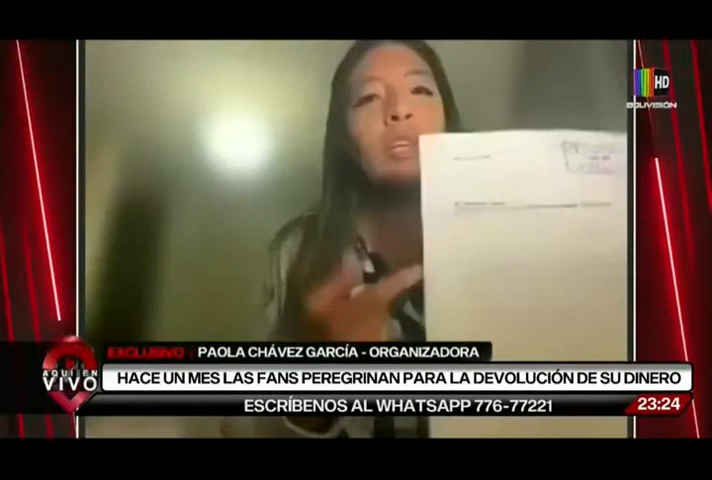 HD
BOLIVISIÓN
EXCLUSIVO : PAOLA CHÁVEZ GARCÍA - ORGANIZADORA
AQUÍ EN
VIVO
HACE UN MES LAS FANS PEREGRINAN PARA LA DEVOLUCIÓN DE SU DINERO
ESCRÍBENOS AL WHATSAPP 776-77221
23:24